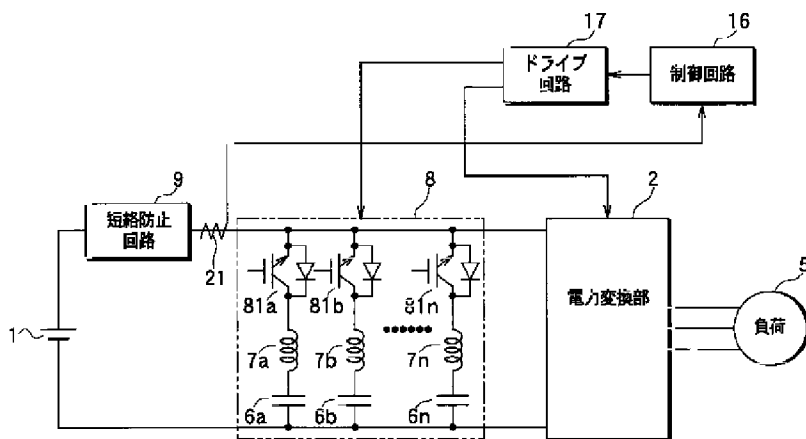 17
16
ドライブ
回路
制御回路
9
8
2
短絡防止
回路
21
81a
81b
81n
電力変換部
5
負荷
1
7a
7b
7n
6a
6b
6n